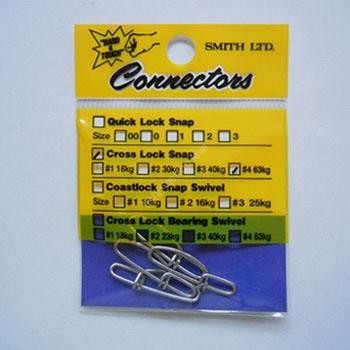 "HARD
&
TOUGH"
SMITH LTD.
Connectors
Quick Lock Snap
Size 00 0 1 2 3
Cross Lock Snap
#1 18kg #2 30kg #3 40kg #4 63kg
Coastlock Snap Swivel
Size #1 10kg #2 16kg #3 25kg
Cross Lock Bearing Swivel
#1 18kg #2 23kg #3 40kg #4 63kg